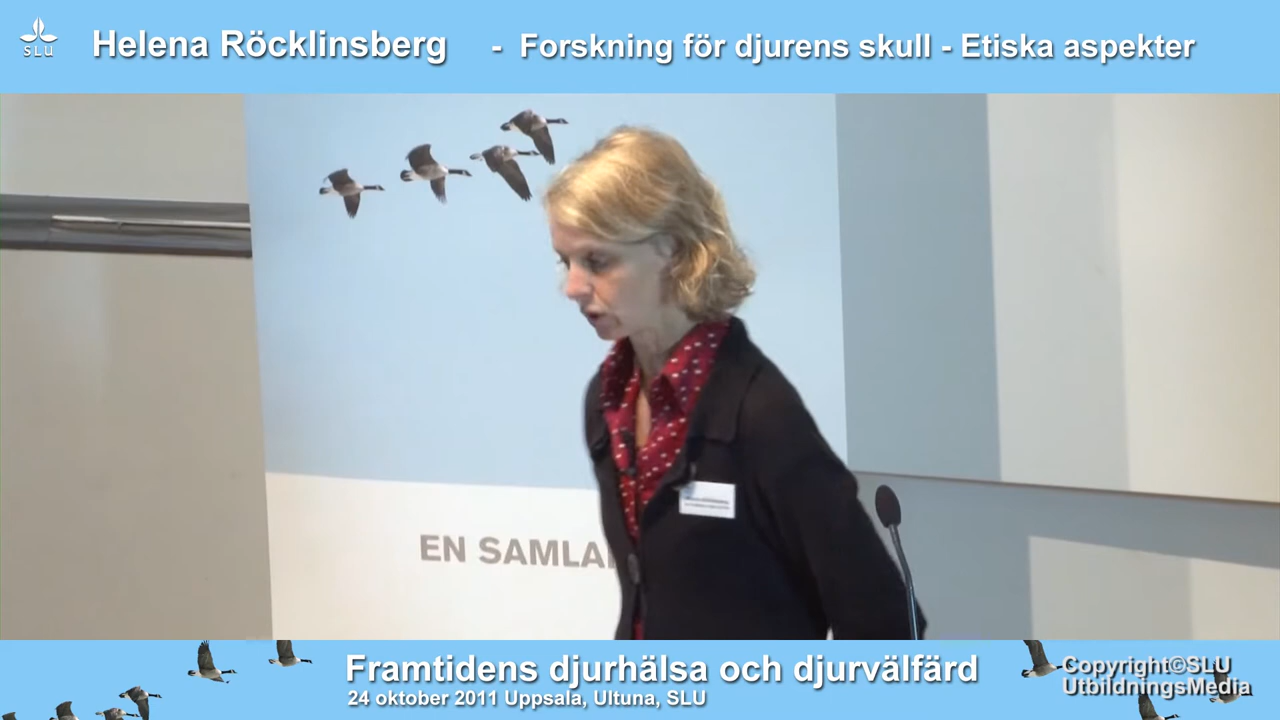 SLU
Helena Röcklinsberg - Forskning för djurens skull - Etiska aspekter
EN SAMLA
Framtidens djurhälsa och djurvälfärd
24 oktober 2011 Uppsala, Ultuna, SLU
Copyright©SLU
UtbildningsMedia